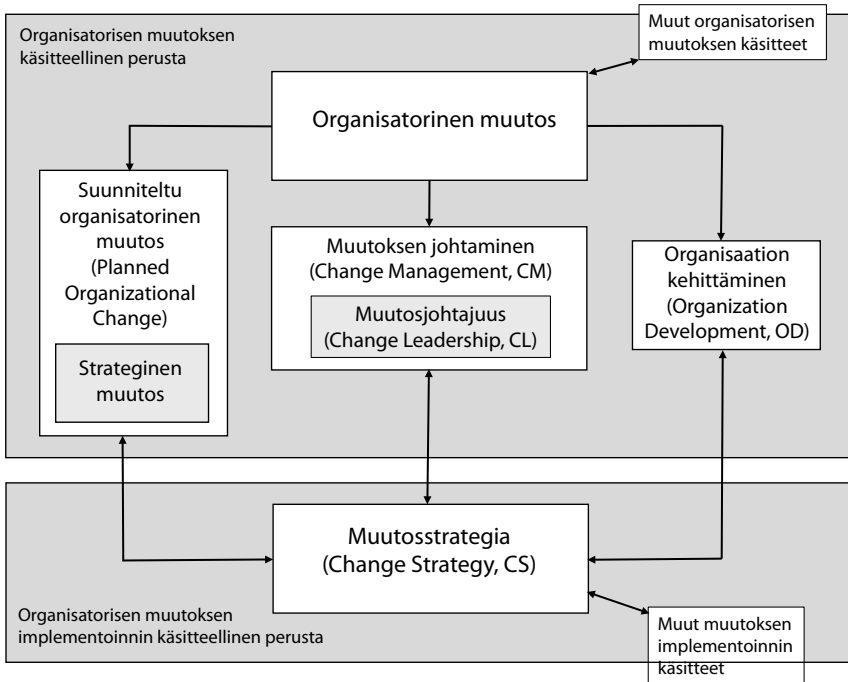 Organisatorisen muutoksen
käsitteellinen perusta
Muut organisatorisen
muutoksen käsitteet
Organisatorinen muutos
Suunniteltu
organisatorinen
muutos
(Planned
Organizational
Change)
Strateginen
muutos
Muutoksen johtaminen
(Change Management, CM)
Muutosjohtajuus
(Change Leadership, CL)
Organisaation
kehittäminen
(Organization
Development, OD)
Muutosstrategia
(Change Strategy, CS)
Organisatorisen muutoksen
implementoinnin käsitteellinen perusta
Muut muutoksen
implementoinnin
käsitteet